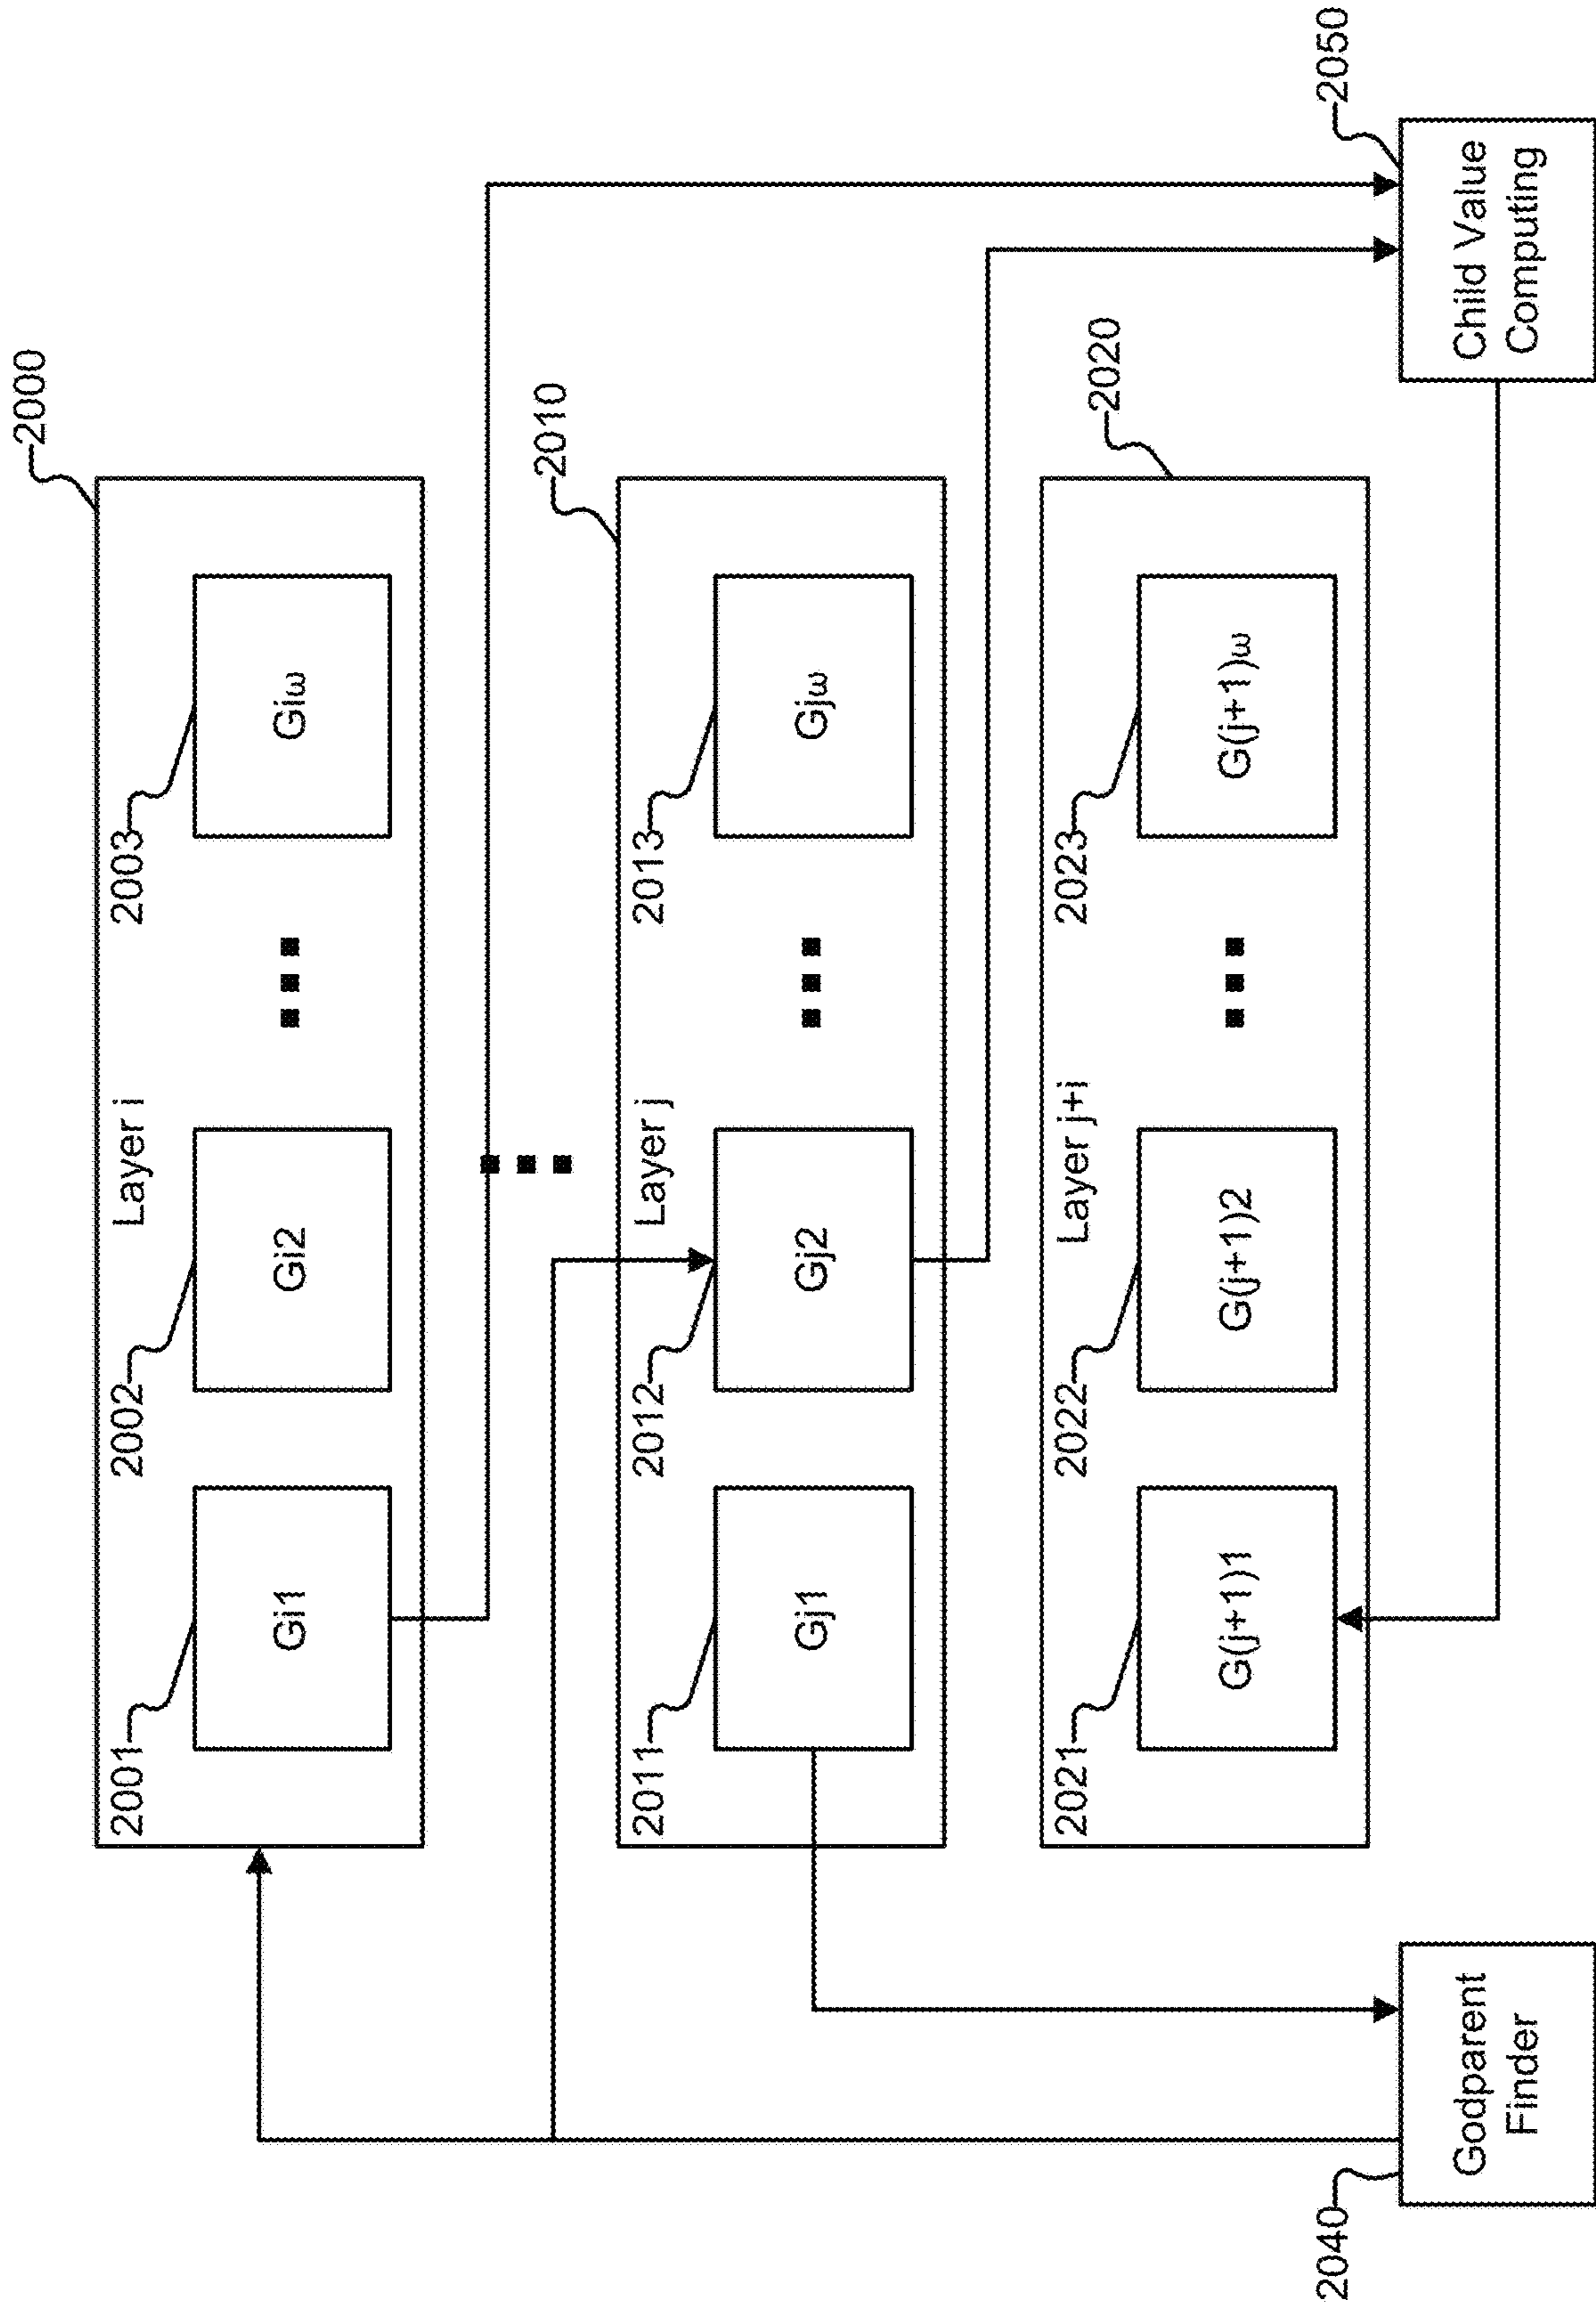 2000
Layer i
2001
2002
2003
Gi1
Gi2
Giω
2010
Layer j
2011
2012
2013
Gj1
Gj2
Gjω
2020
Layer j+i
2021
2022
2023
G(j+1)1
G(j+1)2
G(j+1)ω
2040
Godparent
Finder
2050
Child Value
Computing